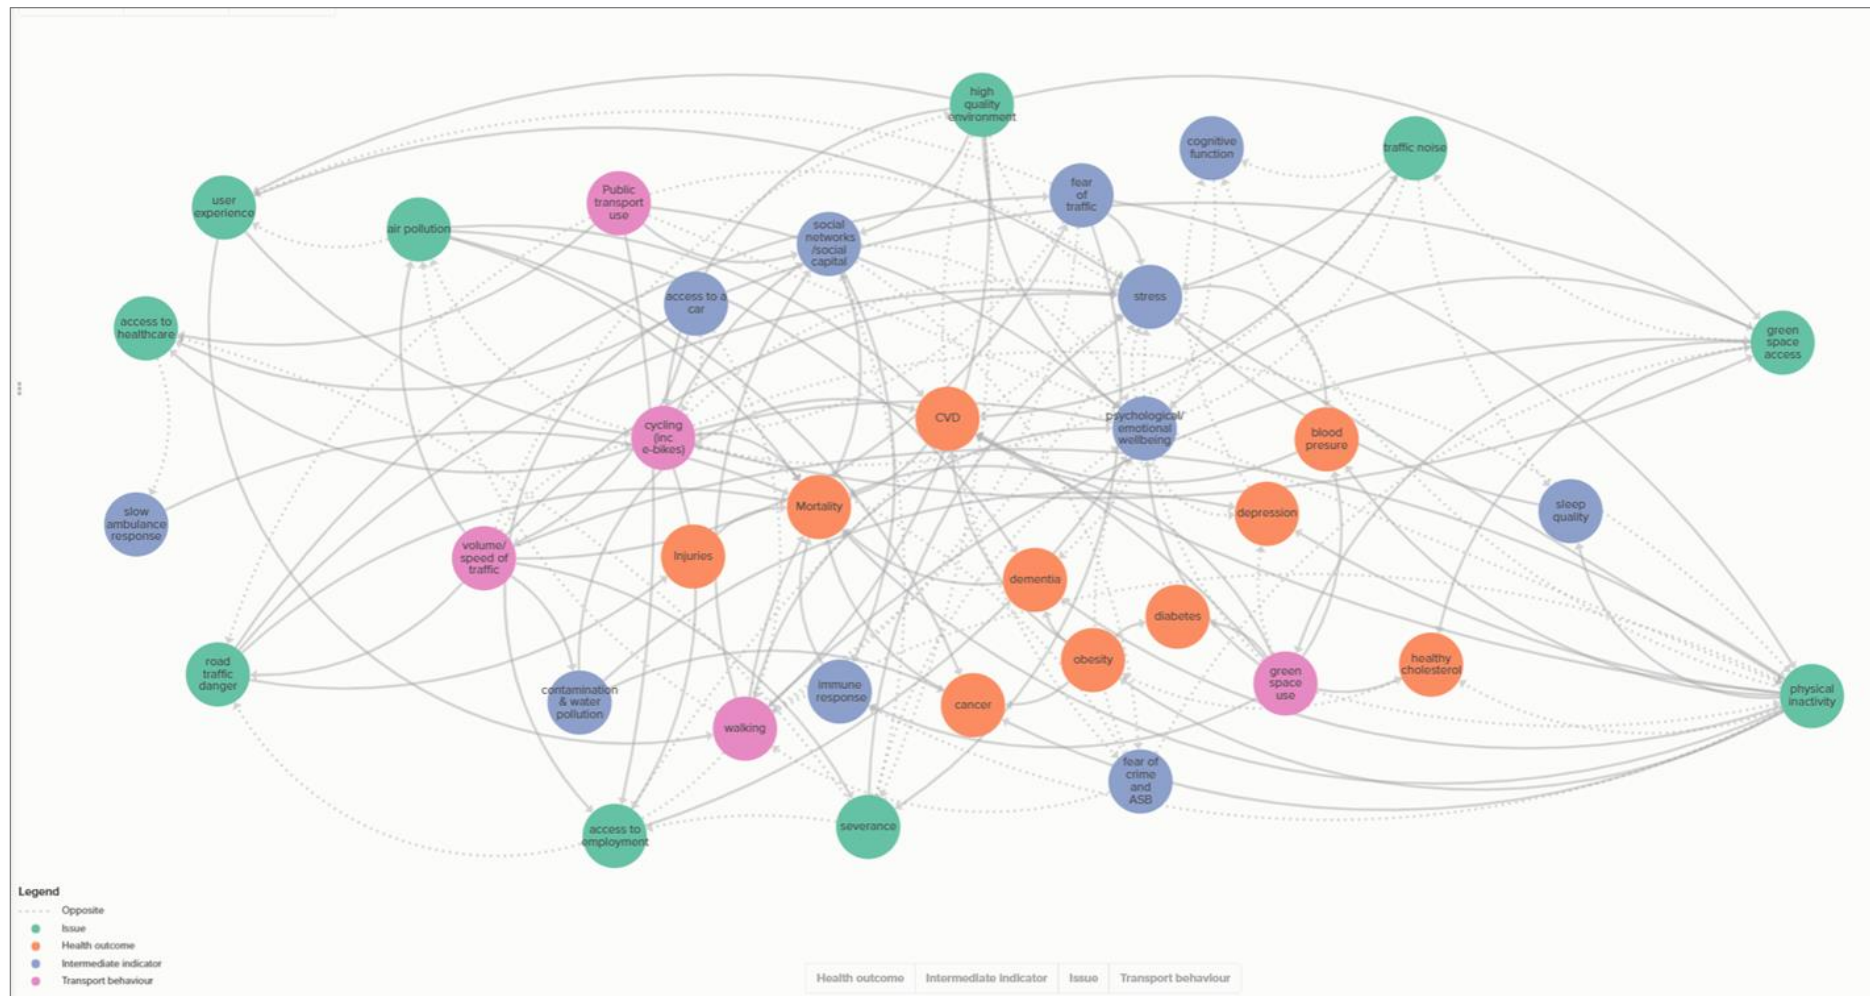 high
quality
environment
cognitive
function
traffic noise
fear
of
traffic
Public
transport
use
user
experience
air pollution
social
networks
/social
capital
access to a
car
stress
access to
healthcare
green
space
access
CVD
psychological/
emotional
wellbeing
cycling
(inc
e-bikes)
blood
presure
Mortality
depression
sleep
quality
slow
ambulance
response
volume/
speed of
traffic
Injuries
dementia
diabetes
obesity
healthy
cholesterol
green
space
use
road
traffic
danger
contamination
& water
pollution
immune
response
cancer
walking
physical
inactivity
fear of
crime
and
ASB
access to
employment
severance
Legend
Opposite
Issue
Health outcome
Intermediate indicator
Transport behaviour
Health outcome Intermediate indicator Issue Transport behaviour